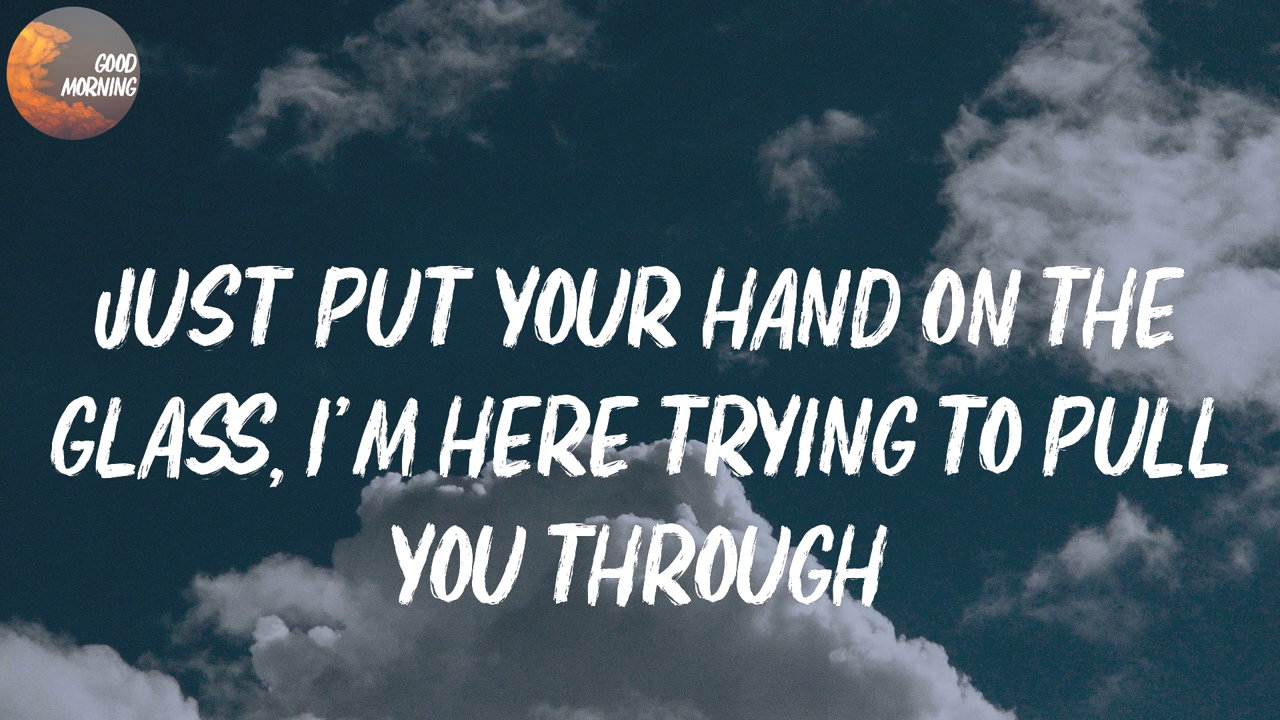 GOOD
MORNING
JUST PUT YOUR HAND ON THE
GLASS, I'M HERE TRYING TO PULL
YOU THROUGH